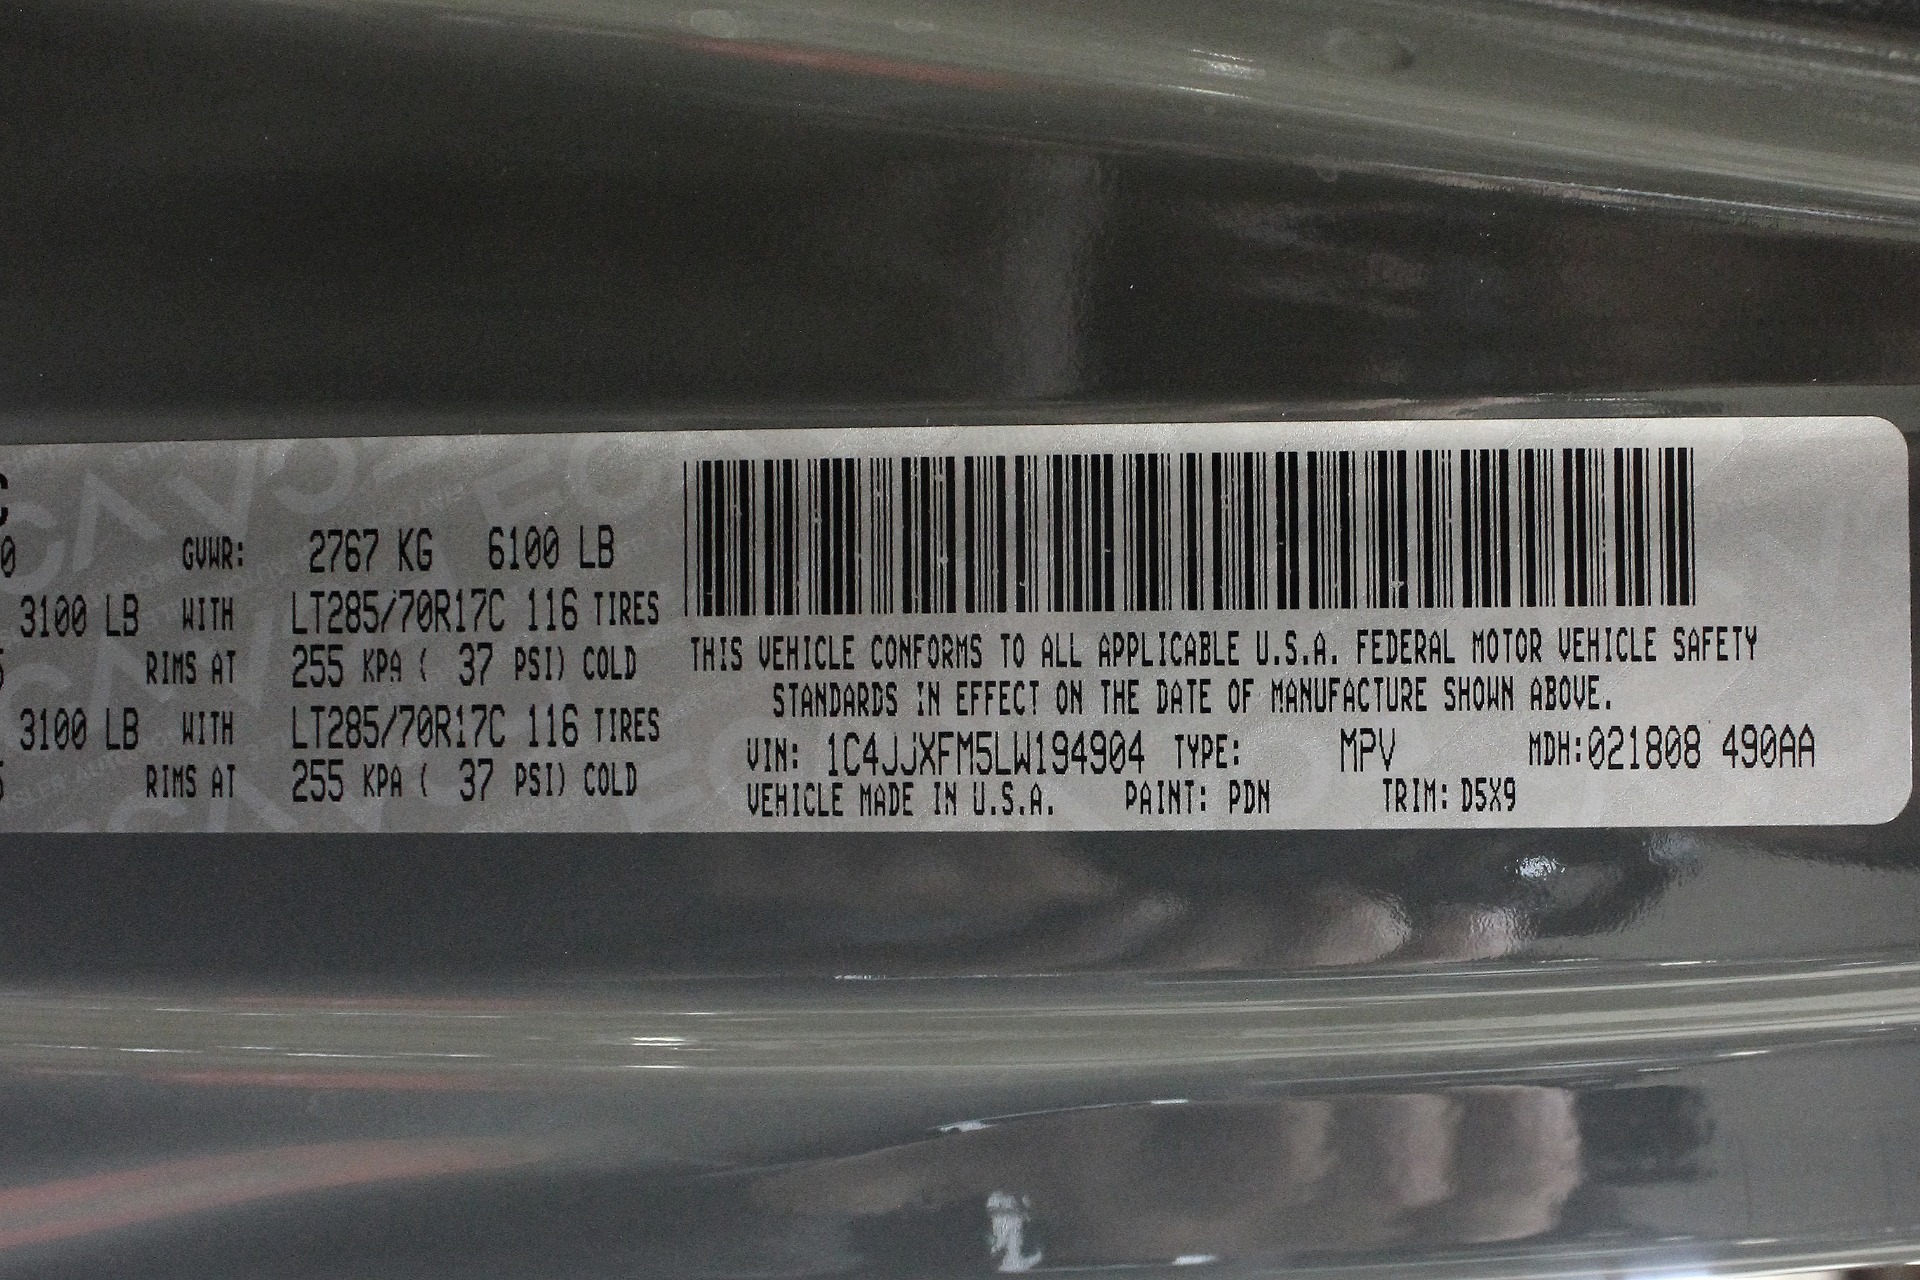 C
0 GVWR: 2767 KG 6100 LB
3100 LB WITH LT285/70R17C 116 TIRES
5 RIMS AT 255 KPA ( 37 PSI) COLD
3100 LB WITH LT285/70R17C 116 TIRES
5 RIMS AT 255 KPA ( 37 PSI) COLD
THIS VEHICLE CONFORMS TO ALL APPLICABLE U.S.A. FEDERAL MOTOR VEHICLE SAFETY
STANDARDS IN EFFECT ON THE DATE OF MANUFACTURE SHOWN ABOVE.
VIN: 1C4JJXFM5LW194904 TYPE: MPV MDH:021808 490AA
VEHICLE MADE IN U.S.A. PAINT: PDN TRIM: D5X9